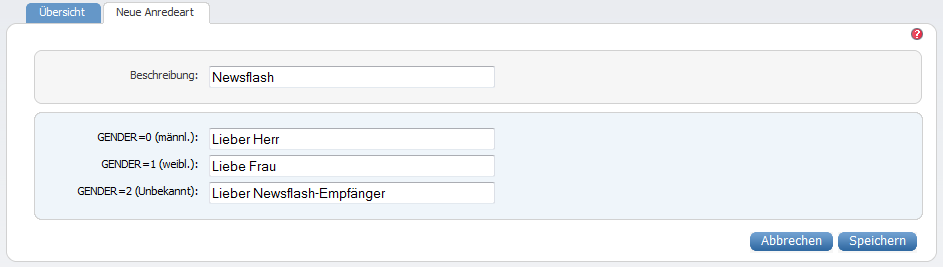 Übersicht Neue Anredeart
?
Beschreibung: Newsflash
GENDER=0 (männl.): Lieber Herr
GENDER=1 (weibl.): Liebe Frau
GENDER=2 (Unbekannt): Lieber Newsflash-Empfänger
Abbrechen Speichern